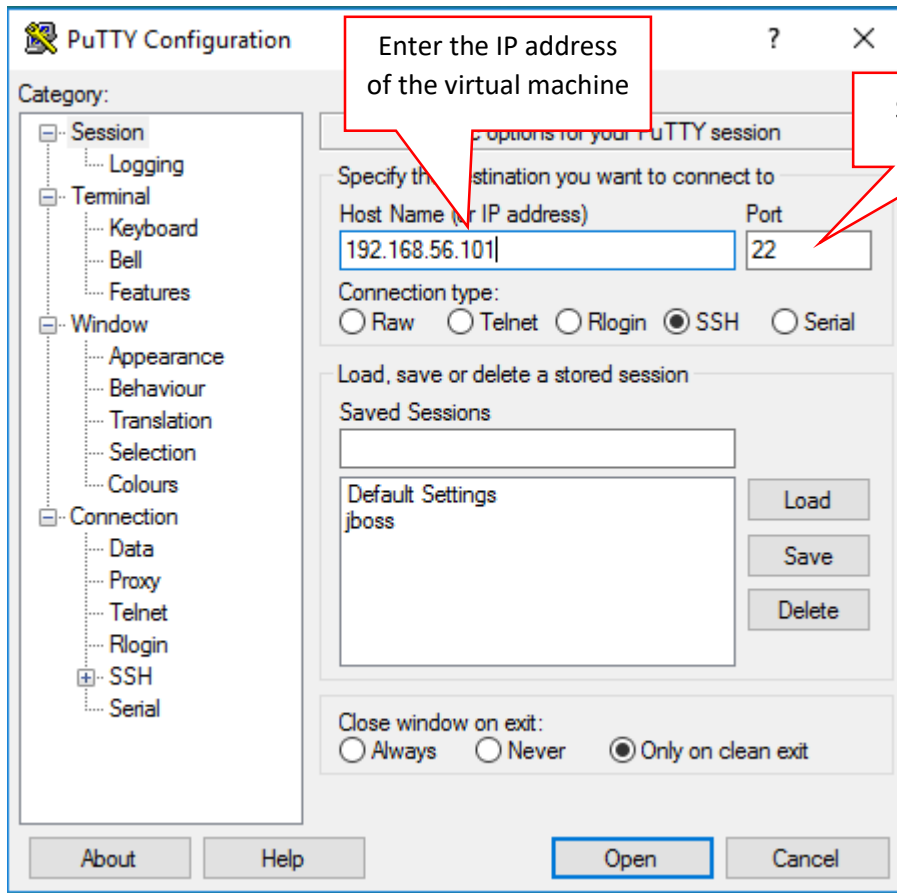 PuTTY Configuration
?
Enter the IP address
of the virtual machine
Category:
Session
Logging
Terminal
Keyboard
Bell
Features
Window
Appearance
Behaviour
Translation
Selection
Colours
Connection
Data
Proxy
Telnet
Rlogin
SSH
Serial
options for your PuTTY session
Specify the destination you want to connect to
Host Name (or IP address) Port
192.168.56.101 22
Connection type:
Raw Telnet Rlogin SSH Serial
Load, save or delete a stored session
Saved Sessions
Default Settings
jboss
Load
Save
Delete
Close window on exit:
Always Never Only on clean exit
About Help Open Cancel